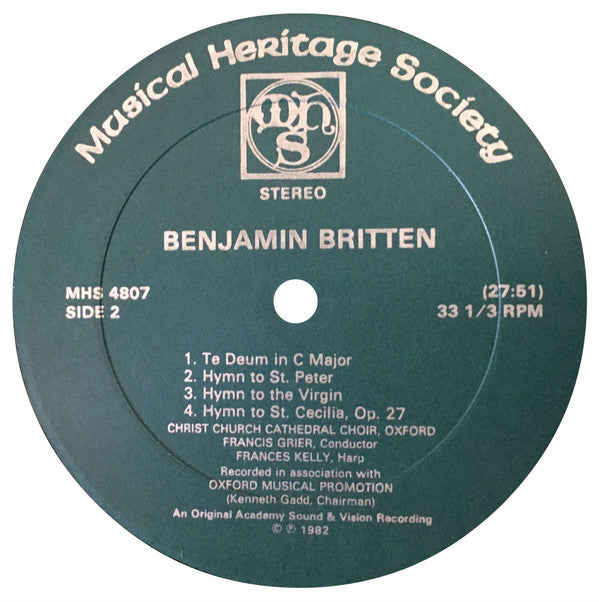 Musical Heritage Society
MHS
STEREO
BENJAMIN BRITTEN
MHS 4807
SIDE 2
(27:51)
33 1/3 RPM
1. Te Deum in C Major
2. Hymn to St. Peter
3. Hymn to the Virgin
4. Hymn to St. Cecilia, Op. 27
CHRIST CHURCH CATHEDRAL CHOIR, OXFORD
FRANCIS GRIER, Conductor
FRANCES KELLY, Harp
Recorded in association with
OXFORD MUSICAL PROMOTION
(Kenneth Gadd, Chairman)
An Original Academy Sound & Vision Recording
© ℗ 1982